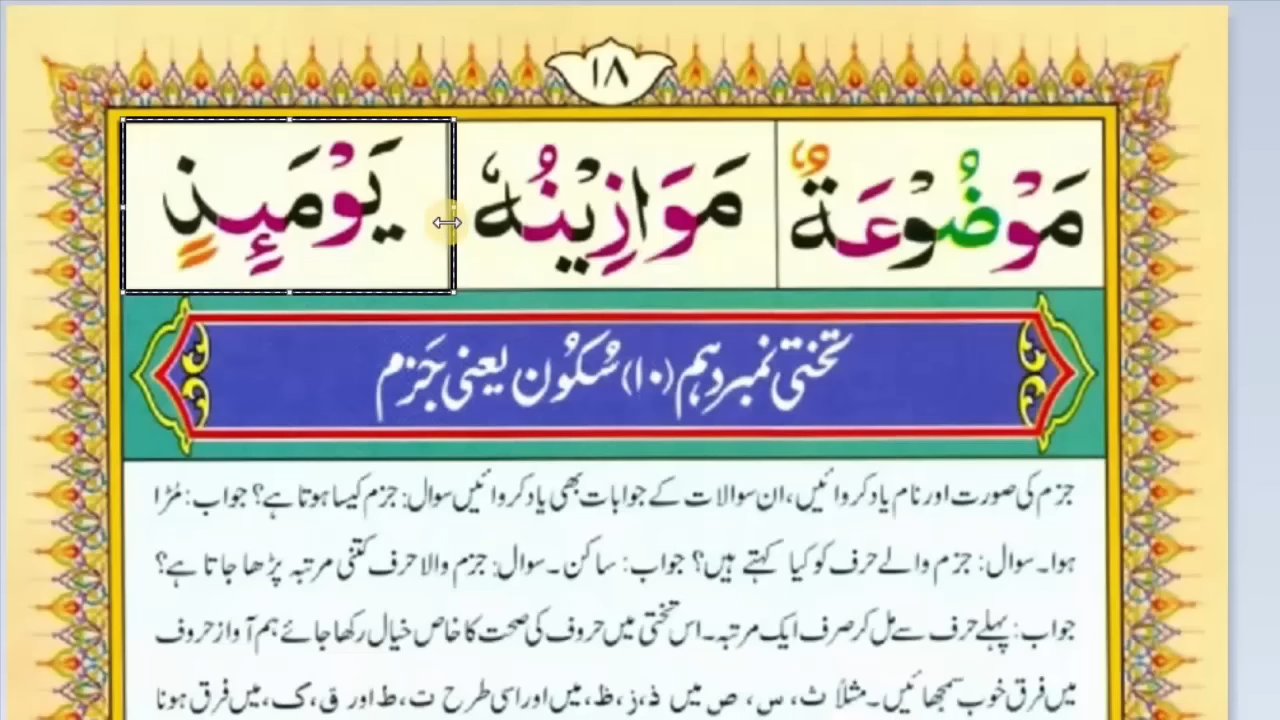 ١٨
مَوْضُوْعَةٌ مَوَازِيْنُهٗ يَوْمَئِذٍ
تختی نمبر دہم (۱۰) سُکُوْن یعنی جَزم
جزم کی صورت اور نام یاد کروائیں، ان سوالات کے جوابات بھی یاد کروائیں سوال: جزم کیسا ہوتا ہے؟ جواب: مُڑا
ہوا۔ سوال: جزم والے حرف کو کیا کہتے ہیں؟ جواب: ساکن۔ سوال: جزم والا حرف کتنی مرتبہ پڑھا جاتا ہے؟
جواب: پہلے حرف سے مل کر صرف ایک مرتبہ۔ اس تختی میں حروف کی صحت کا خاص خیال رکھا جائے ہم آواز حروف
میں فرق خوب سمجھائیں۔ مثلاً ث، س، ص میں ذ، ز، ظ، میں اور اسی طرح ت، ط اور ق، ک، میں فرق ہونا